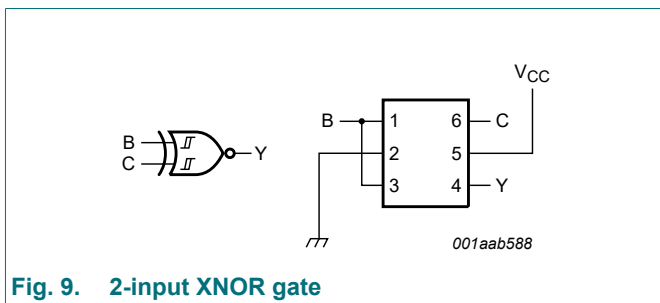 VCC
B
C
Y
B
1
6
C
2
5
3
4
Y
001aab588
Fig. 9. 2-input XNOR gate